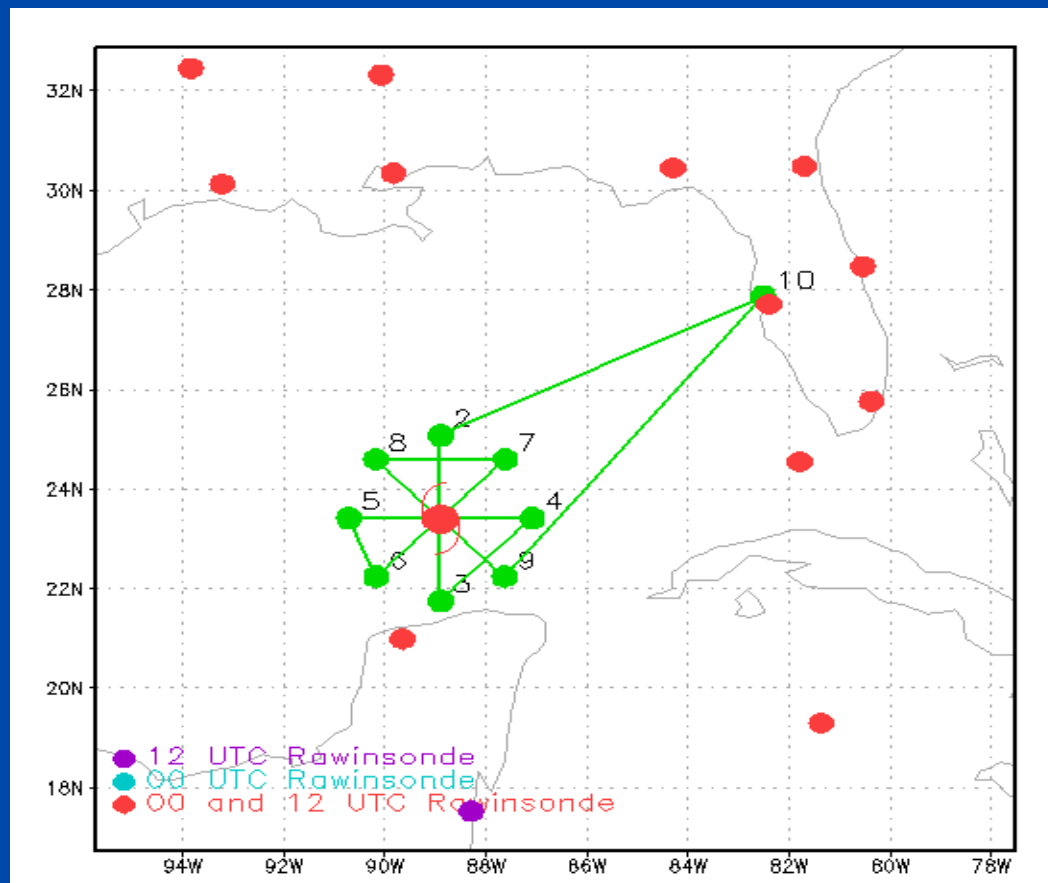 32N
30N
10
28N
26N
2
8 7
24N
5 4
6 9
3
22N
20N
12 UTC Rawinsonde
00 UTC Rawinsonde
18N
00 and 12 UTC Rawinsonde
94W 92W 90W 88W 86W 84W 82W 80W 78W